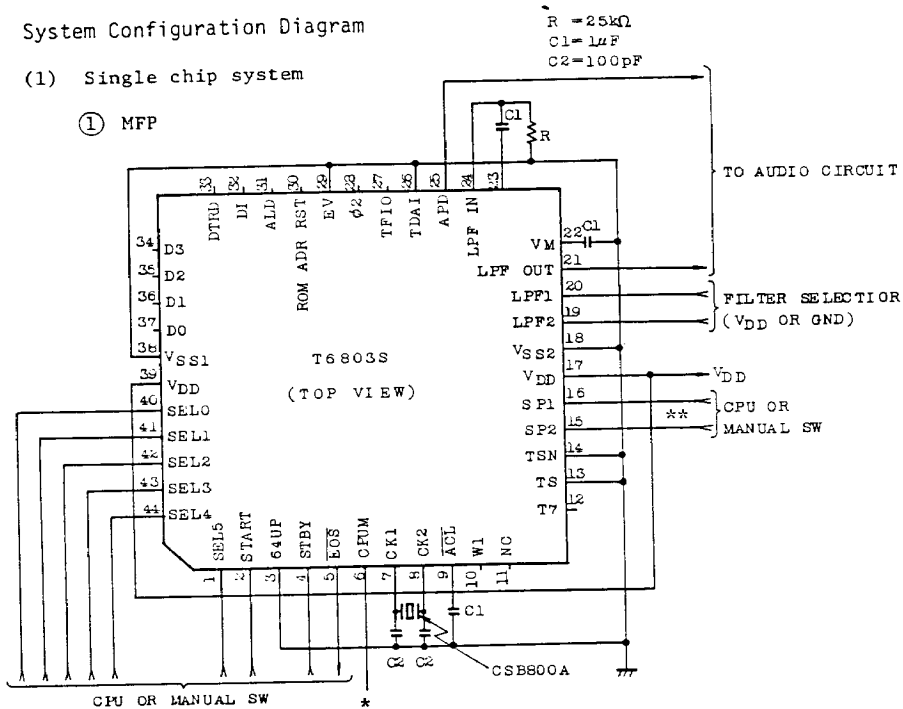 System Configuration Diagram
R =25kΩ
C1=1μF
C2=100pF
(1) Single chip system
① MFP
C1
R
TO AUDIO CIRCUIT
33 32 31 30 29 28 27 26 25 24 23
DTRD DI ALD ROM ADR RST EV φ2 TFIO TDAI APD LPF IN
34 D3
35 D2
36 D1
37 D0
38 VSS1
39 VDD
40 SEL0
41 SEL1
42 SEL2
43 SEL3
44 SEL4
T6803S
(TOP VIEW)
VM 22 C1
LPF OUT 21
LPF1 20
LPF2 19
FILTER SELECTIOR
(VDD OR GND)
VSS2 18
VDD 17 VDD
SP1 16
SP2 15
**
CPU OR
MANUAL SW
TSN 14
TS 13
T7 12
SEL5 START 64UP STBY EOS CPUM CK1 CK2 ACL W1 NC
1 2 3 4 5 6 7 8 9 10 11
C1
C2 C2
CSB800A
CPU OR MANUAL SW
*